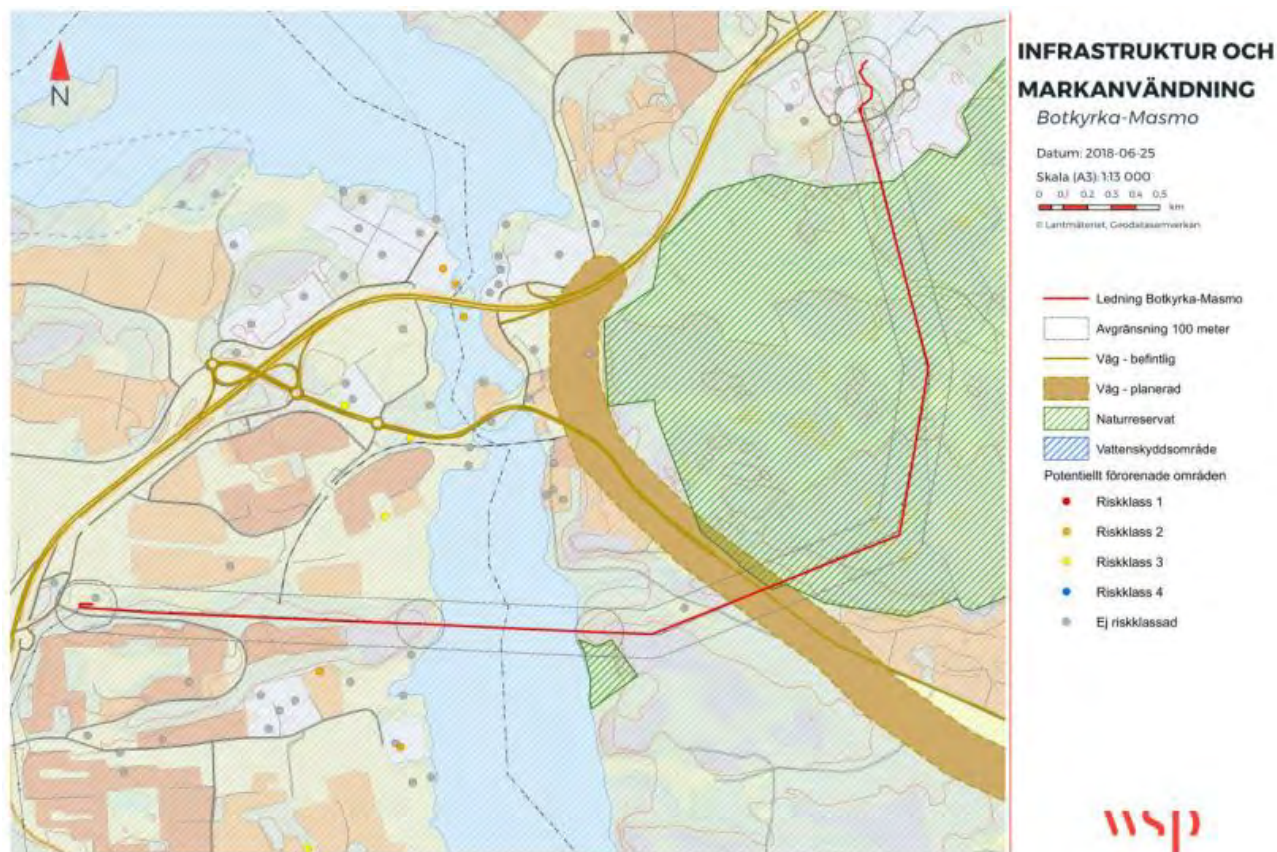 N
INFRASTRUKTUR OCH
MARKANVÄNDNING
Botkyrka-Masmo
Datum: 2018-06-25
Skala (A3): 1:13 000
0 0,1 0,2 0,3 0,4 0,5
km
© Lantmäteriet, Geodatasamverkan
Ledning Botkyrka-Masmo
Avgränsning 100 meter
Väg - befintlig
Väg - planerad
Naturreservat
Vattenskyddsområde
Potentiellt förorenade områden
Riskklass 1
Riskklass 2
Riskklass 3
Riskklass 4
Ej riskklassad
wsp